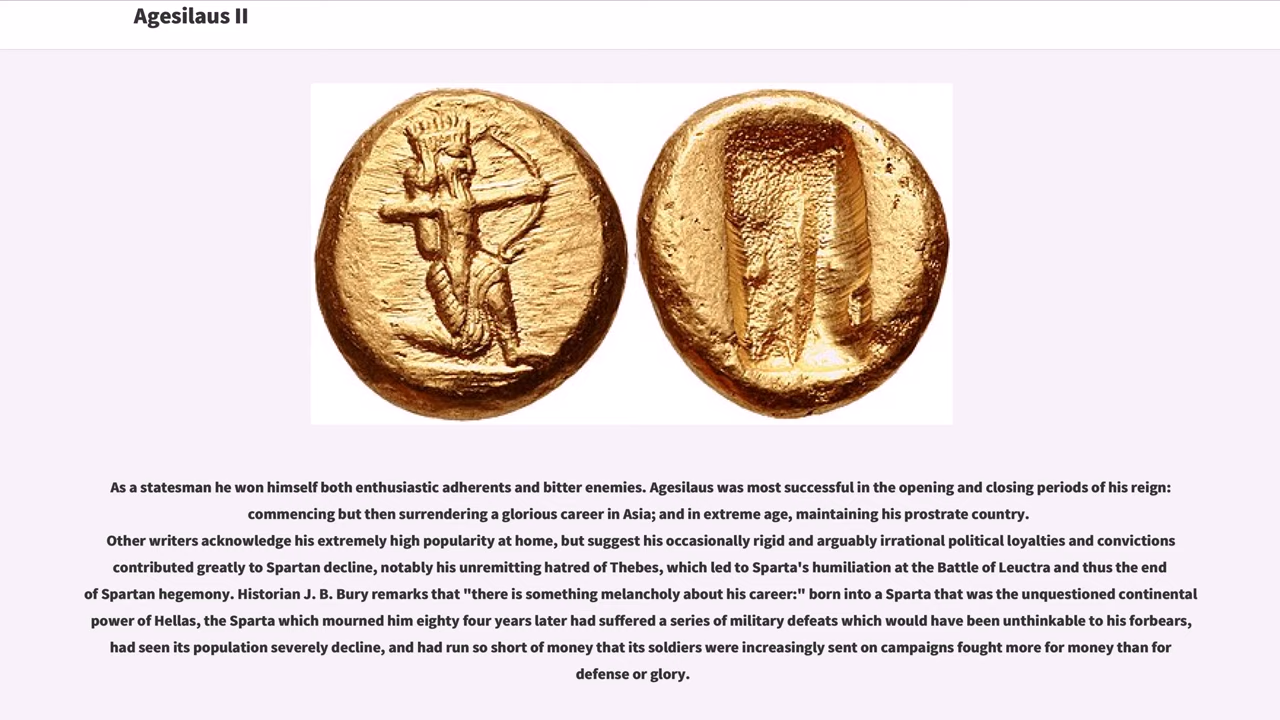 Agesilaus II
As a statesman he won himself both enthusiastic adherents and bitter enemies. Agesilaus was most successful in the opening and closing periods of his reign:
commencing but then surrendering a glorious career in Asia; and in extreme age, maintaining his prostrate country.
Other writers acknowledge his extremely high popularity at home, but suggest his occasionally rigid and arguably irrational political loyalties and convictions
contributed greatly to Spartan decline, notably his unremitting hatred of Thebes, which led to Sparta's humiliation at the Battle of Leuctra and thus the end
of Spartan hegemony. Historian J. B. Bury remarks that "there is something melancholy about his career:" born into a Sparta that was the unquestioned continental
power of Hellas, the Sparta which mourned him eighty four years later had suffered a series of military defeats which would have been unthinkable to his forbears,
had seen its population severely decline, and had run so short of money that its soldiers were increasingly sent on campaigns fought more for money than for
defense or glory.